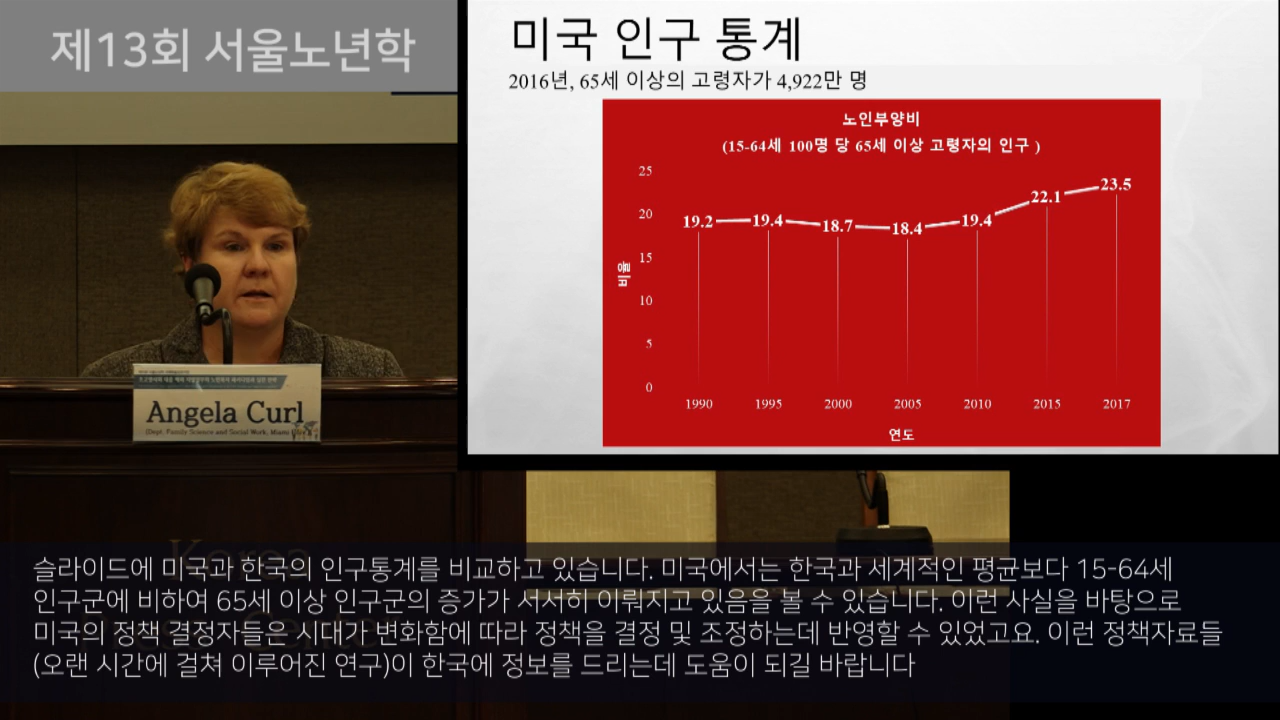 제13회 서울노년학
미국 인구 통계
2016년, 65세 이상의 고령자가 4,922만 명
노인부양비
(15-64세 100명 당 65세 이상 고령자의 인구 )
25
20
15
10
5
0
비율
19.2
19.4
18.7
18.4
19.4
22.1
23.5
1990
1995
2000
2005
2010
2015
2017
연도
Angela Curl
(Dept. Family Science and Social Work, Miami
슬라이드에 미국과 한국의 인구통계를 비교하고 있습니다. 미국에서는 한국과 세계적인 평균보다 15-64세
인구군에 비하여 65세 이상 인구군의 증가가 서서히 이뤄지고 있음을 볼 수 있습니다. 이런 사실을 바탕으로
미국의 정책 결정자들은 시대가 변화함에 따라 정책을 결정 및 조정하는데 반영할 수 있었고요. 이런 정책자료들
(오랜 시간에 걸쳐 이루어진 연구)이 한국에 정보를 드리는데 도움이 되길 바랍니다